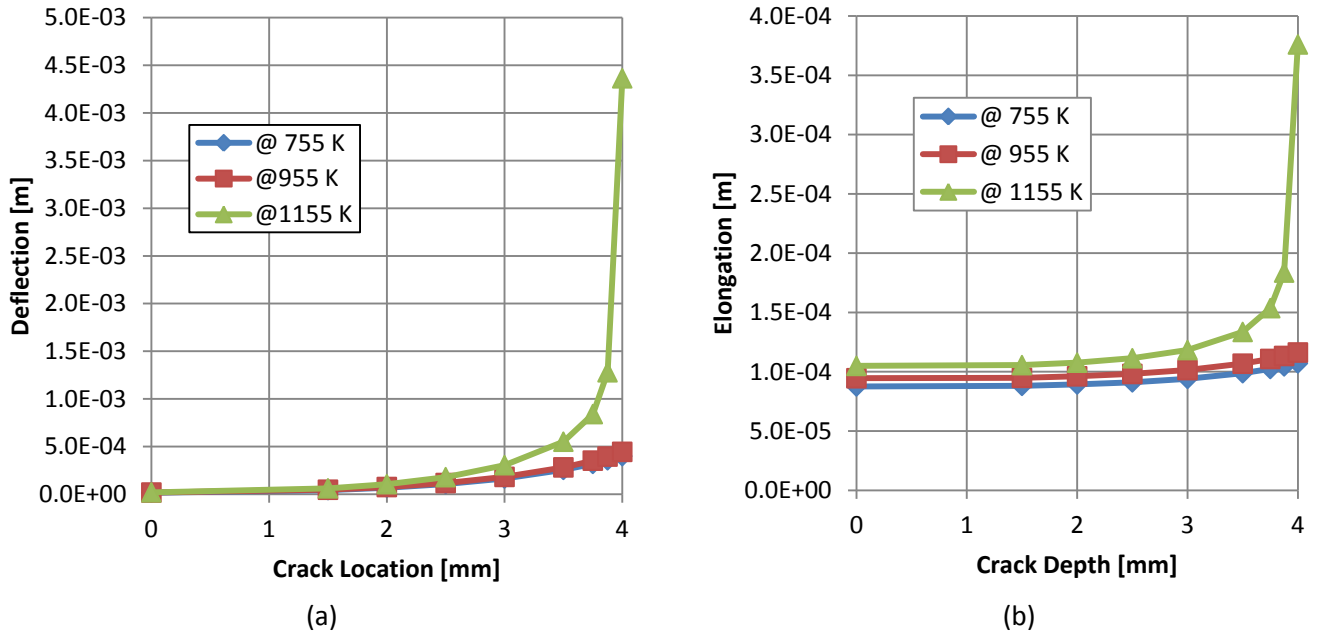 5.0E-03
4.5E-03
4.0E-03
3.5E-03
3.0E-03
2.5E-03
2.0E-03
1.5E-03
1.0E-03
5.0E-04
0.0E+00
Deflection [m]
@ 755 K
@955 K
@1155 K
0 1 2 3 4
Crack Location [mm]
(a)
4.0E-04
3.5E-04
3.0E-04
2.5E-04
2.0E-04
1.5E-04
1.0E-04
5.0E-05
0.0E+00
Elongation [m]
@ 755 K
@ 955 K
@ 1155 K
0 1 2 3 4
Crack Depth [mm]
(b)